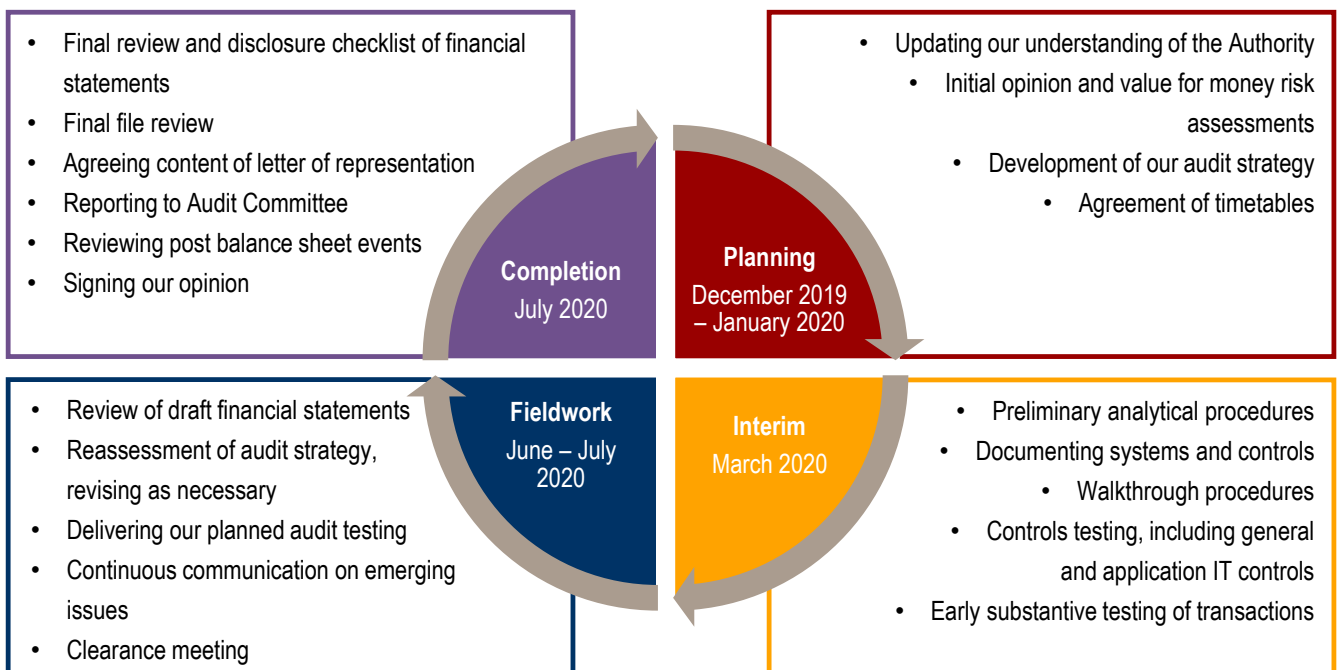 • Final review and disclosure checklist of financial
statements
• Final file review
• Agreeing content of letter of representation
• Reporting to Audit Committee
• Reviewing post balance sheet events
• Signing our opinion
Completion
July 2020
• Updating our understanding of the Authority
• Initial opinion and value for money risk
assessments
• Development of our audit strategy
• Agreement of timetables
Planning
December 2019
– January 2020
• Review of draft financial statements
• Reassessment of audit strategy,
revising as necessary
• Delivering our planned audit testing
• Continuous communication on emerging
issues
• Clearance meeting
Fieldwork
June – July
2020
Interim
March 2020
• Preliminary analytical procedures
• Documenting systems and controls
• Walkthrough procedures
• Controls testing, including general
and application IT controls
• Early substantive testing of transactions